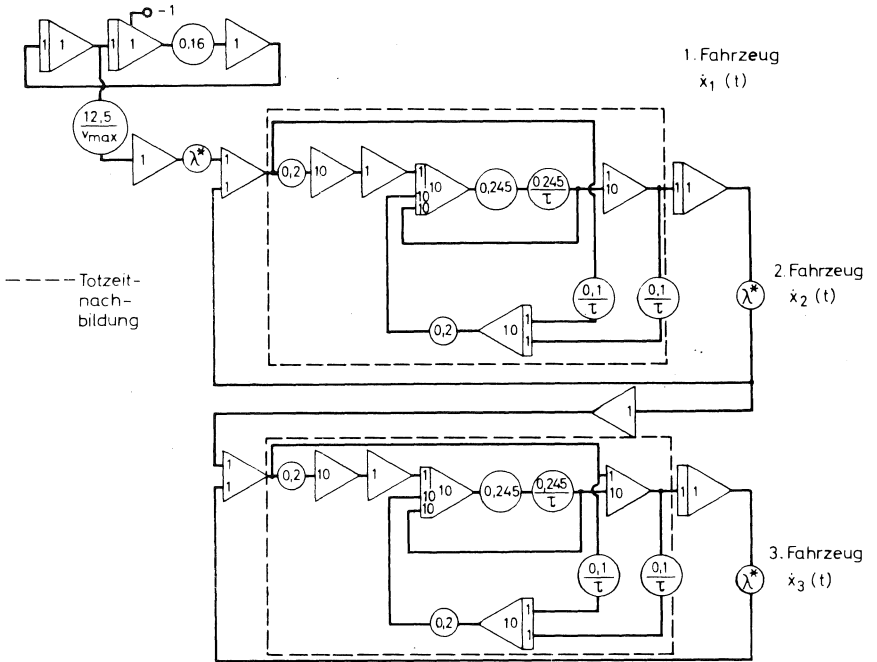 -1
1 1 1 1 0,16 1
1. Fahrzeug
ẋ₁ (t)
12,5
vmax
1 λ* 1 1
0,2 10 1 1 10 10 10 0,245 0,245
τ
1 10 1 1
2. Fahrzeug
ẋ₂ (t)
λ*
Totzeit-
nach-
bildung
0,1
τ
0,1
τ
0,2 10 1 1
1
1 1
0,2 10 1 1 10 10 10 0,245 0,245
τ
1 10 1 1
3. Fahrzeug
ẋ₃ (t)
λ*
0,1
τ
0,1
τ
0,2 10 1 1